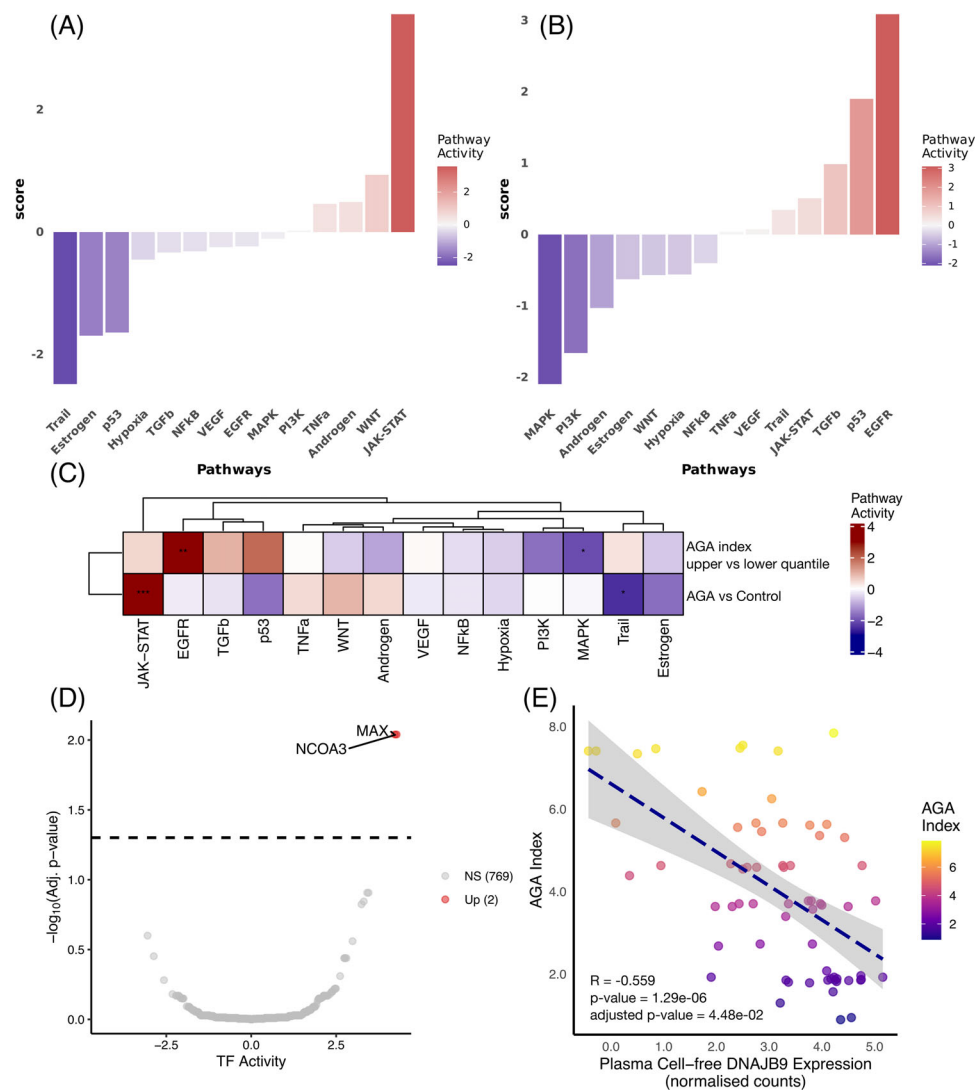 (A)
2
0
-2
score
Trail
Estrogen
p53
Hypoxia
TGFb
NFkB
VEGF
EGFR
MAPK
PI3K
TNFa
Androgen
WNT
JAK-STAT
Pathways
Pathway
Activity
2
0
-2
(B)
3
2
1
0
-1
-2
score
MAPK
PI3K
Androgen
Estrogen
WNT
Hypoxia
NFkB
TNFa
VEGF
Trail
JAK-STAT
TGFb
p53
EGFR
Pathways
Pathway
Activity
3
2
1
0
-1
-2
(C)
** *
AGA index
upper vs lower quantile
*** *
AGA vs Control
JAK−STAT
EGFR
TGFb
p53
TNFa
WNT
Androgen
VEGF
NFkB
Hypoxia
PI3K
MAPK
Trail
Estrogen
Pathway
Activity
4
2
0
−2
−4
(D)
MAX
NCOA3
2.0
1.5
1.0
0.5
0.0
−log10(Adj. p−value)
−2.5 0.0 2.5
TF Activity
NS (769)
Up (2)
(E)
8.0
6.0
4.0
2.0
AGA Index
R = -0.559
p-value = 1.29e-06
adjusted p-value = 4.48e-02
0.0 1.0 2.0 3.0 4.0 5.0
Plasma Cell−free DNAJB9 Expression
(normalised counts)
AGA
Index
6
4
2